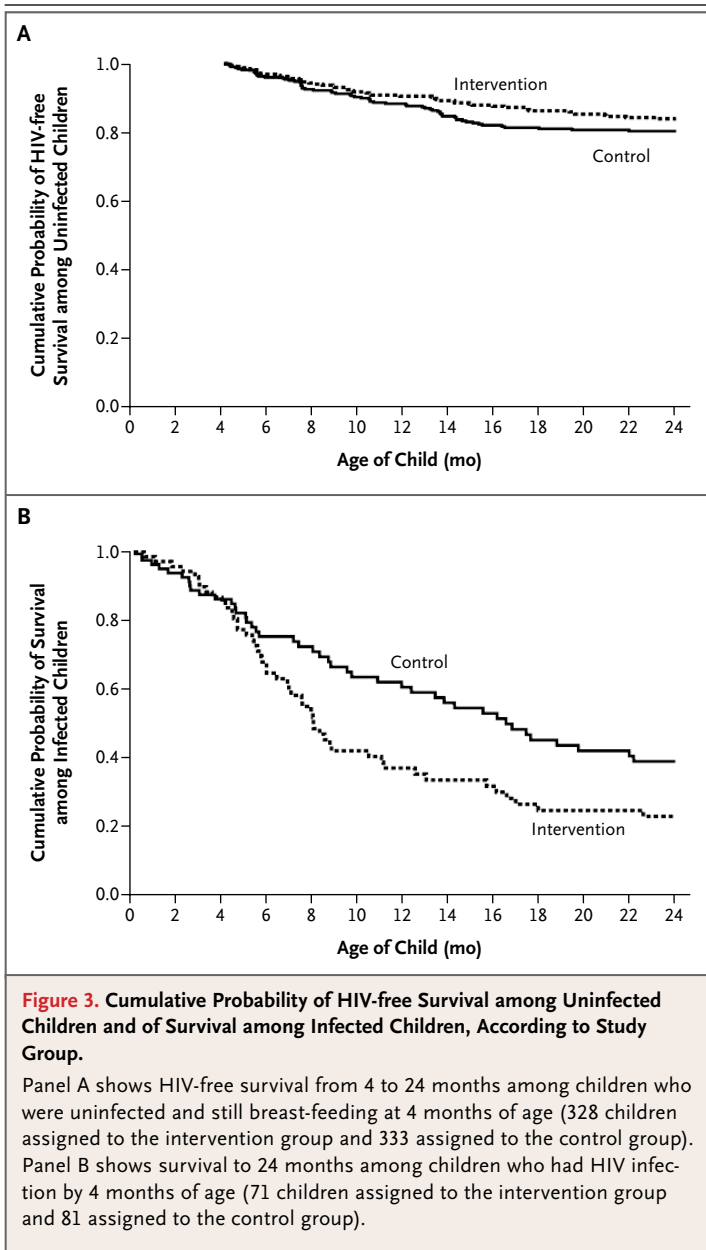 A
Cumulative Probability of HIV-free
Survival among Uninfected
Children
1.0
0.8
0.6
0.4
0.2
0.0
Intervention
Control
0 2 4 6 8 10 12 14 16 18 20 22 24
Age of Child (mo)
B
Cumulative Probability of Survival
among Infected Children
1.0
0.8
0.6
0.4
0.2
0.0
Control
Intervention
0 2 4 6 8 10 12 14 16 18 20 22 24
Age of Child (mo)
Figure 3. Cumulative Probability of HIV-free Survival among Uninfected
Children and of Survival among Infected Children, According to Study
Group.
Panel A shows HIV-free survival from 4 to 24 months among children who
were uninfected and still breast-feeding at 4 months of age (328 children
assigned to the intervention group and 333 assigned to the control group).
Panel B shows survival to 24 months among children who had HIV infec-
tion by 4 months of age (71 children assigned to the intervention group
and 81 assigned to the control group).